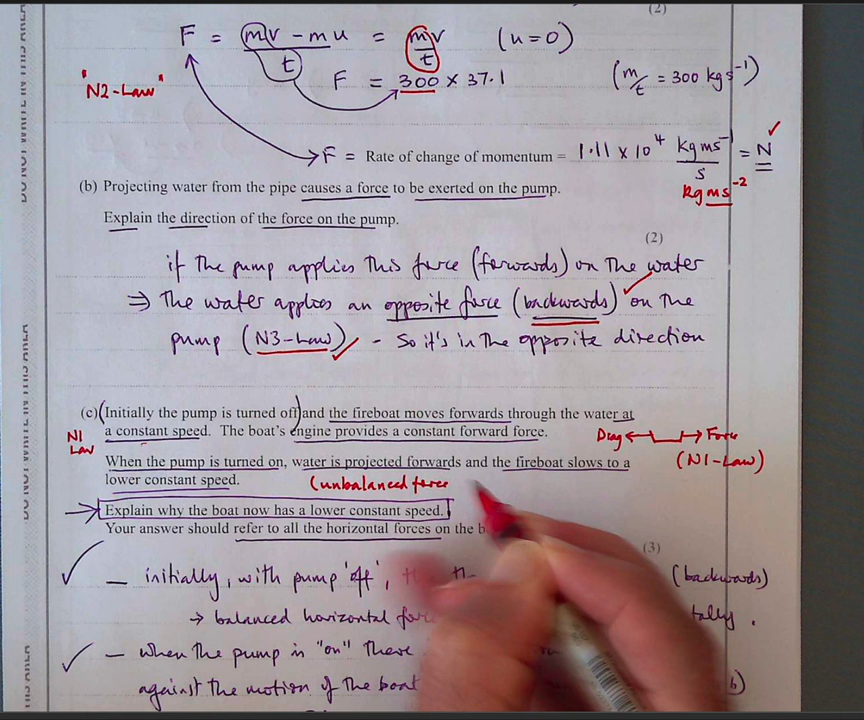 (2)
F = mv - mu / t = mv / t (u=0)
"N2-Law" F = 300 × 37.1 (m/t = 300 kg s⁻¹)
→ F = Rate of change of momentum = 1.11 × 10⁴ kg ms⁻¹ / s = N ✓
kg ms⁻²
(b) Projecting water from the pipe causes a force to be exerted on the pump.
Explain the direction of the force on the pump.
(2)
if the pump applies this force (forwards) on the water
⇒ the water applies an opposite force (backwards) ✓ on the
pump (N3-Law) ✓ - so it's in the opposite direction
(c) (Initially the pump is turned off) and the fireboat moves forwards through the water at
N1 Law a constant speed. The boat's engine provides a constant forward force. Drag ← → Force
When the pump is turned on, water is projected forwards and the fireboat slows to a (N1-Law)
lower constant speed. (unbalanced force
→ Explain why the boat now has a lower constant speed.
Your answer should refer to all the horizontal forces on the b
(3)
✓ — initially, with pump 'off', (backwards)
→ balanced horizontal
✓ — when the pump is "on" there
against the motion of the boat